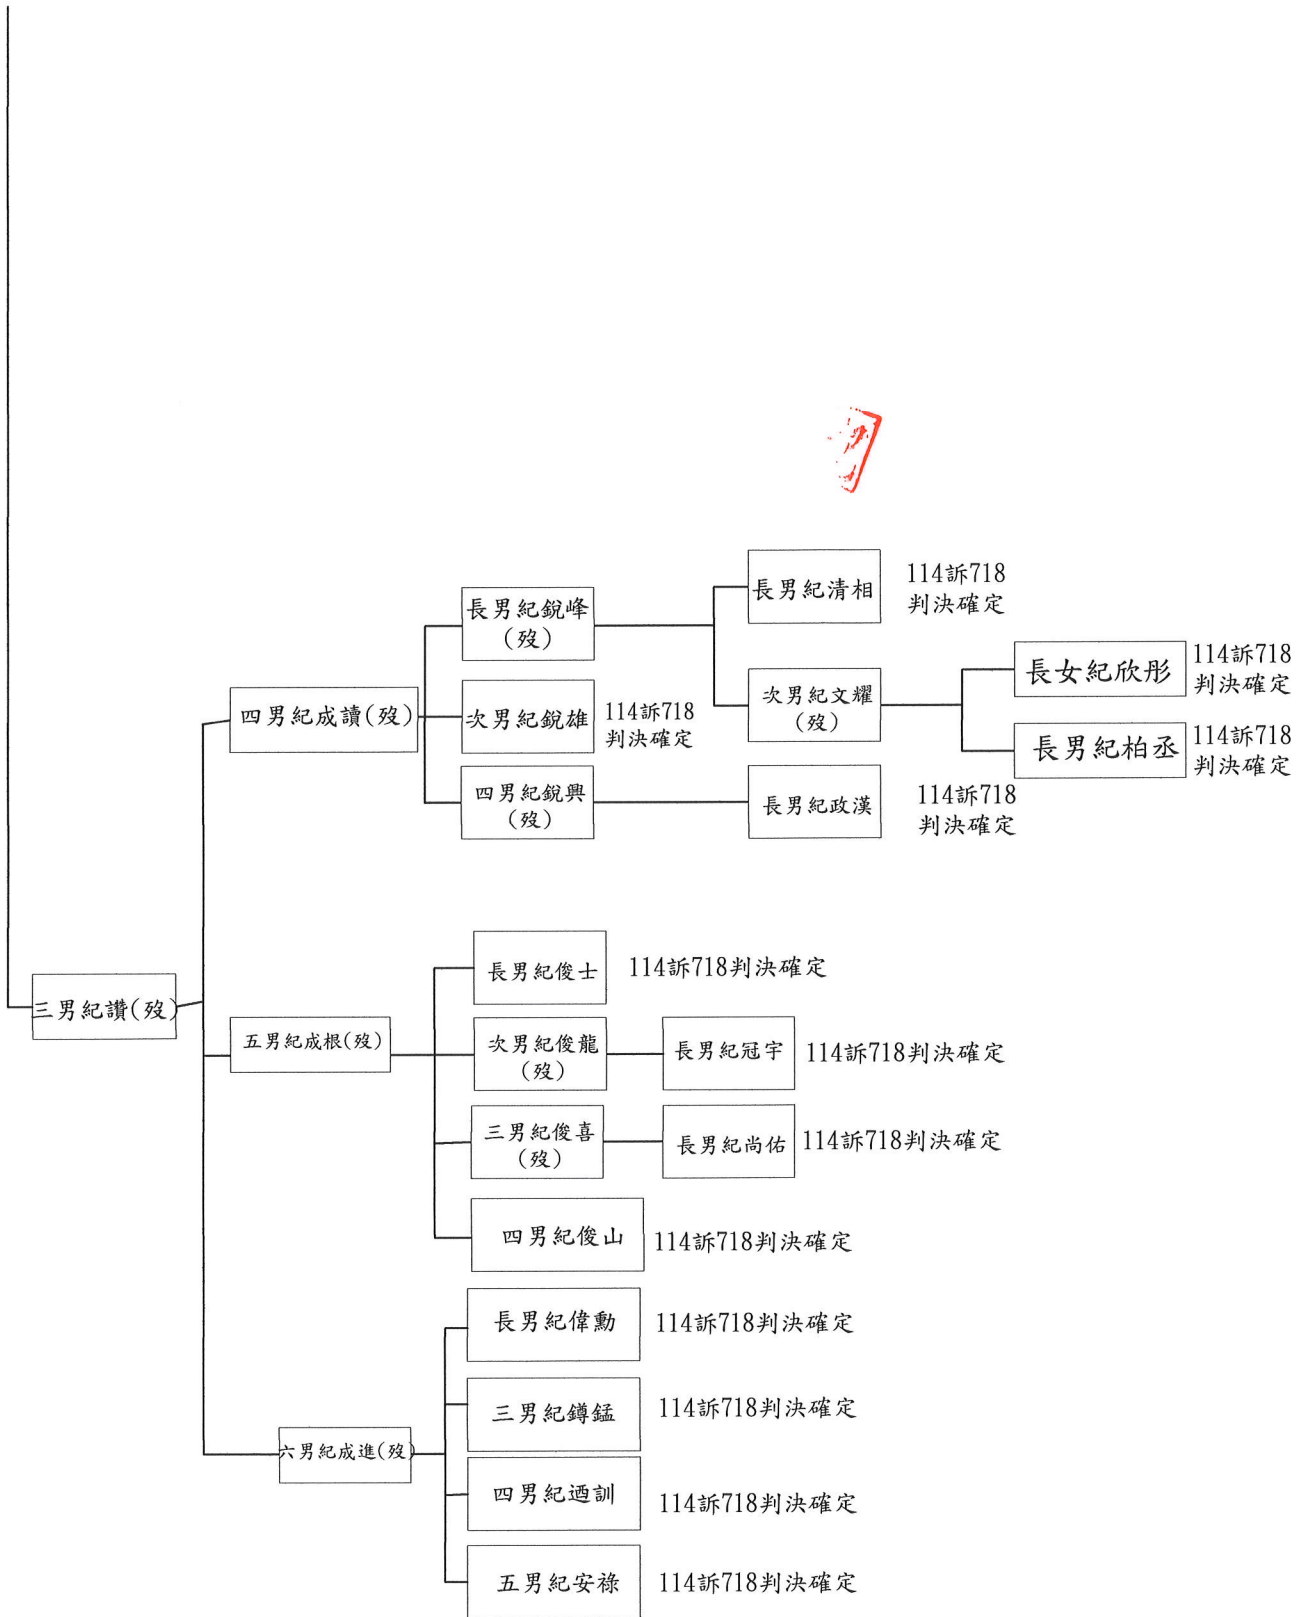 長男紀清相
114訴718
判決確定
長男紀銳峰
(歿)
長女紀欣彤
114訴718
判決確定
次男紀文耀
(歿)
四男紀成讀(歿)
次男紀銳雄
114訴718
判決確定
長男紀柏丞
114訴718
判決確定
四男紀銳興
(歿)
長男紀政漢
114訴718
判決確定
長男紀俊士
114訴718判決確定
三男紀讚(歿)
五男紀成根(歿)
次男紀俊龍
(歿)
長男紀冠宇
114訴718判決確定
三男紀俊喜
(歿)
長男紀尚佑
114訴718判決確定
四男紀俊山
114訴718判決確定
長男紀偉勳
114訴718判決確定
三男紀鐏錳
114訴718判決確定
六男紀成進(歿)
四男紀迺訓
114訴718判決確定
五男紀安祿
114訴718判決確定